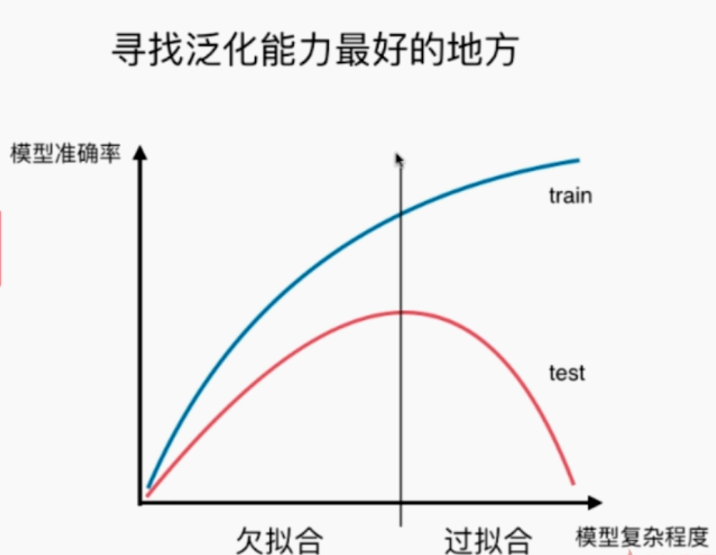 寻找泛化能力最好的地方
模型准确率
train
test
欠拟合
过拟合
模型复杂程度